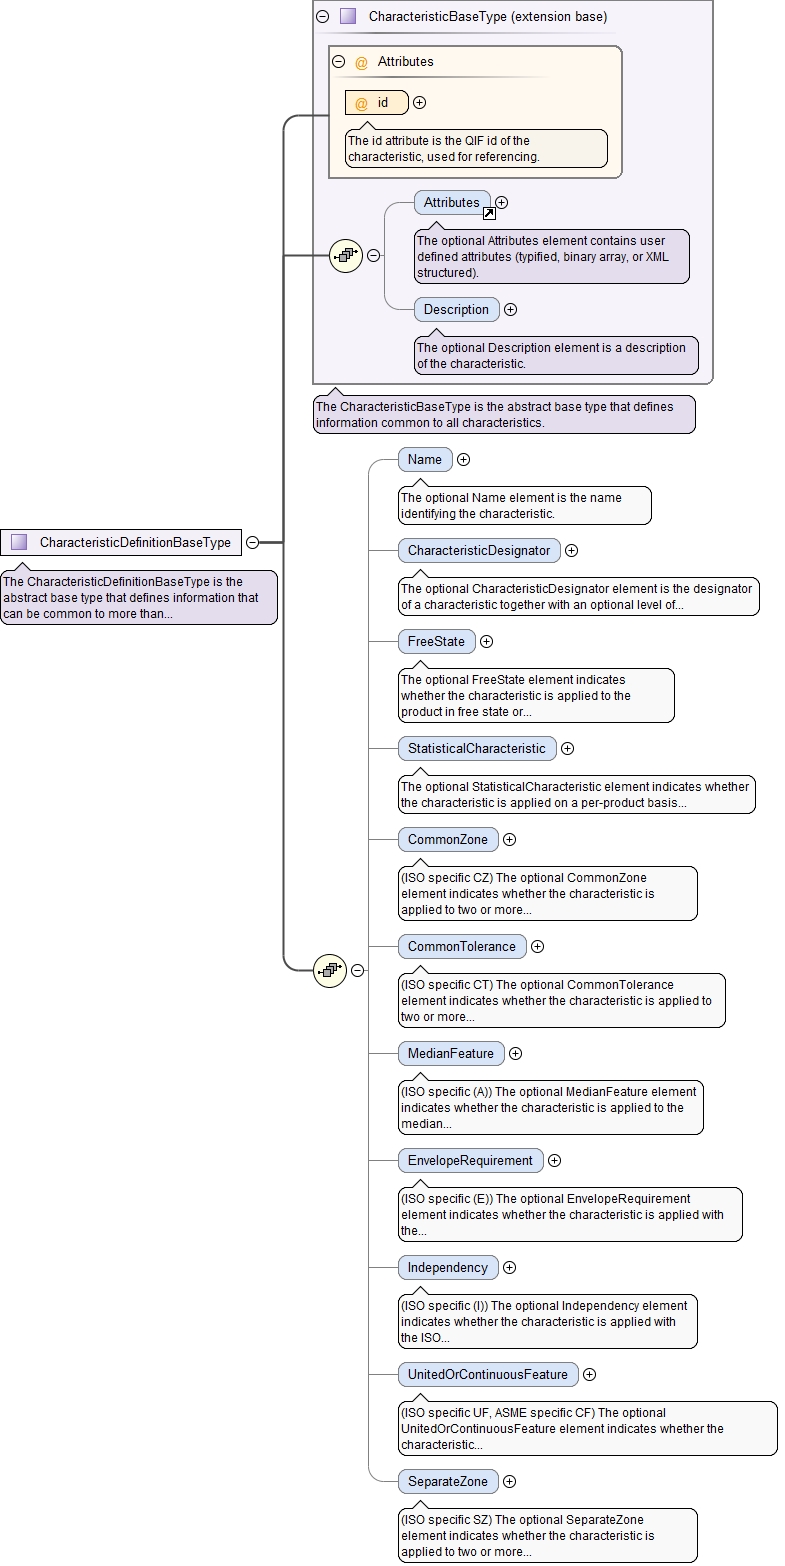 CharacteristicBaseType (extension base)
@ Attributes
@ id
The id attribute is the QIF id of the
characteristic, used for referencing.
Attributes
The optional Attributes element contains user
defined attributes (typified, binary array, or XML
structured).
Description
The optional Description element is a description
of the characteristic.
The CharacteristicBaseType is the abstract base type that defines
information common to all characteristics.
Name
The optional Name element is the name
identifying the characteristic.
CharacteristicDefinitionBaseType
The CharacteristicDefinitionBaseType is the
abstract base type that defines information that
can be common to more than...
CharacteristicDesignator
The optional CharacteristicDesignator element is the designator
of a characteristic together with an optional level of...
FreeState
The optional FreeState element indicates
whether the characteristic is applied to the
product in free state or...
StatisticalCharacteristic
The optional StatisticalCharacteristic element indicates whether
the characteristic is applied on a per-product basis...
CommonZone
(ISO specific CZ) The optional CommonZone
element indicates whether the characteristic is
applied to two or more...
CommonTolerance
(ISO specific CT) The optional CommonTolerance
element indicates whether the characteristic is applied to
two or more...
MedianFeature
(ISO specific (A)) The optional MedianFeature element
indicates whether the characteristic is applied to the
median...
EnvelopeRequirement
(ISO specific (E)) The optional EnvelopeRequirement
element indicates whether the characteristic is applied with
the...
Independency
(ISO specific (I)) The optional Independency element
indicates whether the characteristic is applied with
the ISO...
UnitedOrContinuousFeature
(ISO specific UF, ASME specific CF) The optional
UnitedOrContinuousFeature element indicates whether the
characteristic...
SeparateZone
(ISO specific SZ) The optional SeparateZone
element indicates whether the characteristic is
applied to two or more...